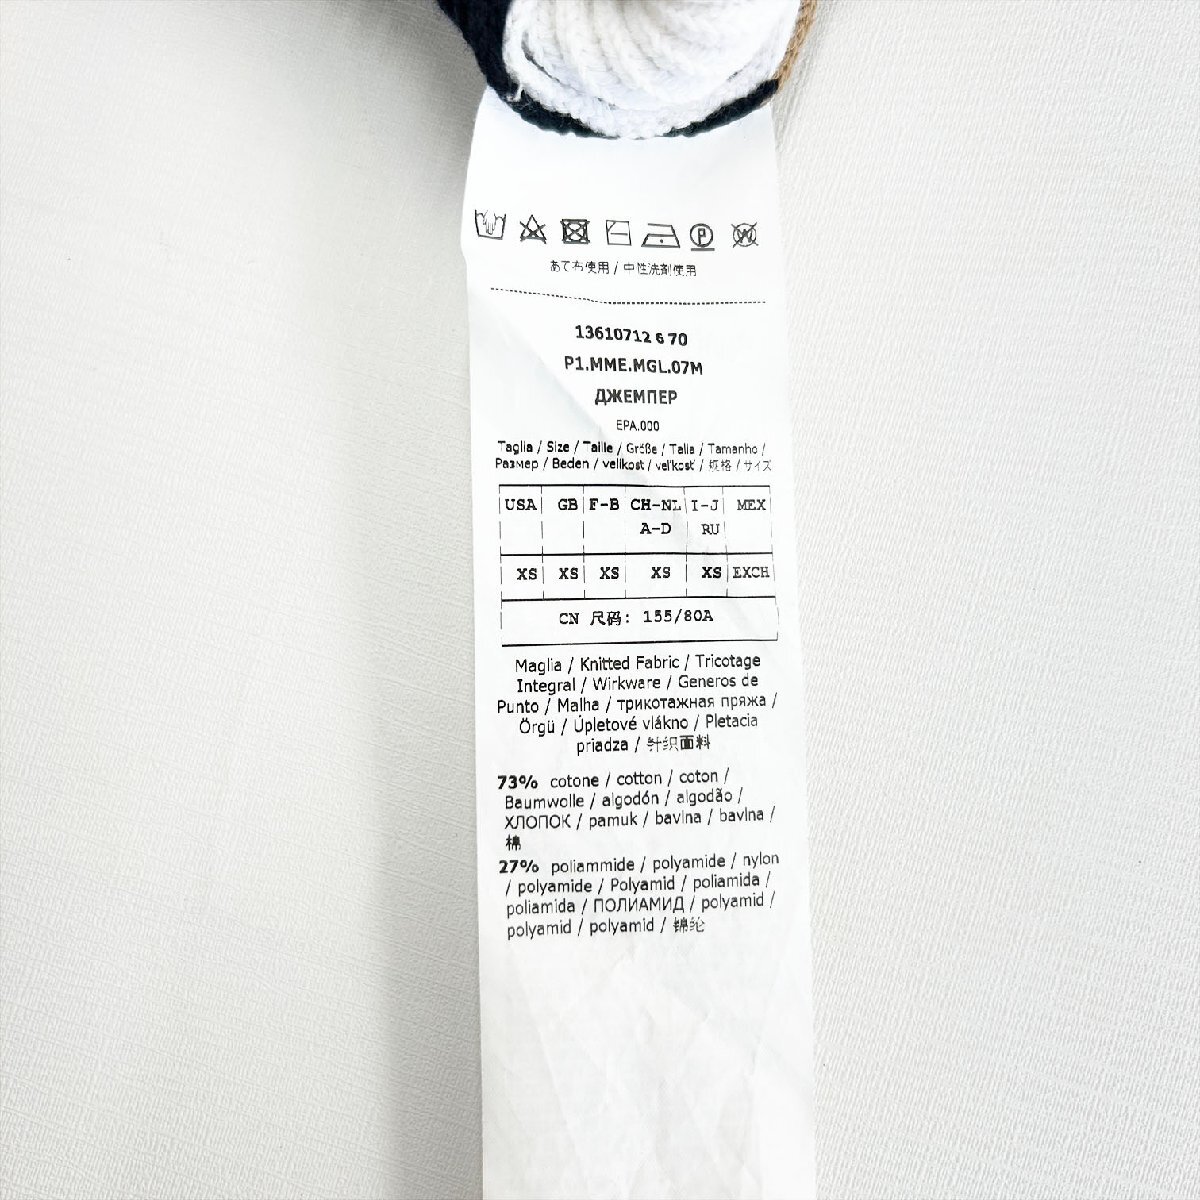 あて布使用 / 中性洗剤使用
13610712 6 70
P1.MME.MGL.07M
ДЖЕМПЕР
EPA.000
Taglia / Size / Taille / Größe / Talla / Tamanho /
Размер / Beden / velikost / veľkosť / 规格 / サイズ
USA GB F-B CH-NL I-J MEX
A-D RU
XS XS XS XS XS EXCH
CN 尺码: 155/80A
Maglia / Knitted Fabric / Tricotage
Integral / Wirkware / Generos de
Punto / Malha / трикотажная пряжа /
Örgü / Úpletové vlákno / Pletacia
priadza / 针织面料
73% cotone / cotton / coton /
Baumwolle / algodón / algodão /
ХЛОПОК / pamuk / bavlna / bavlna /
棉
27% poliammide / polyamide / nylon
/ polyamide / Polyamid / poliamida /
poliamida / ПОЛИАМИД / polyamid /
polyamid / polyamid / 锦纶